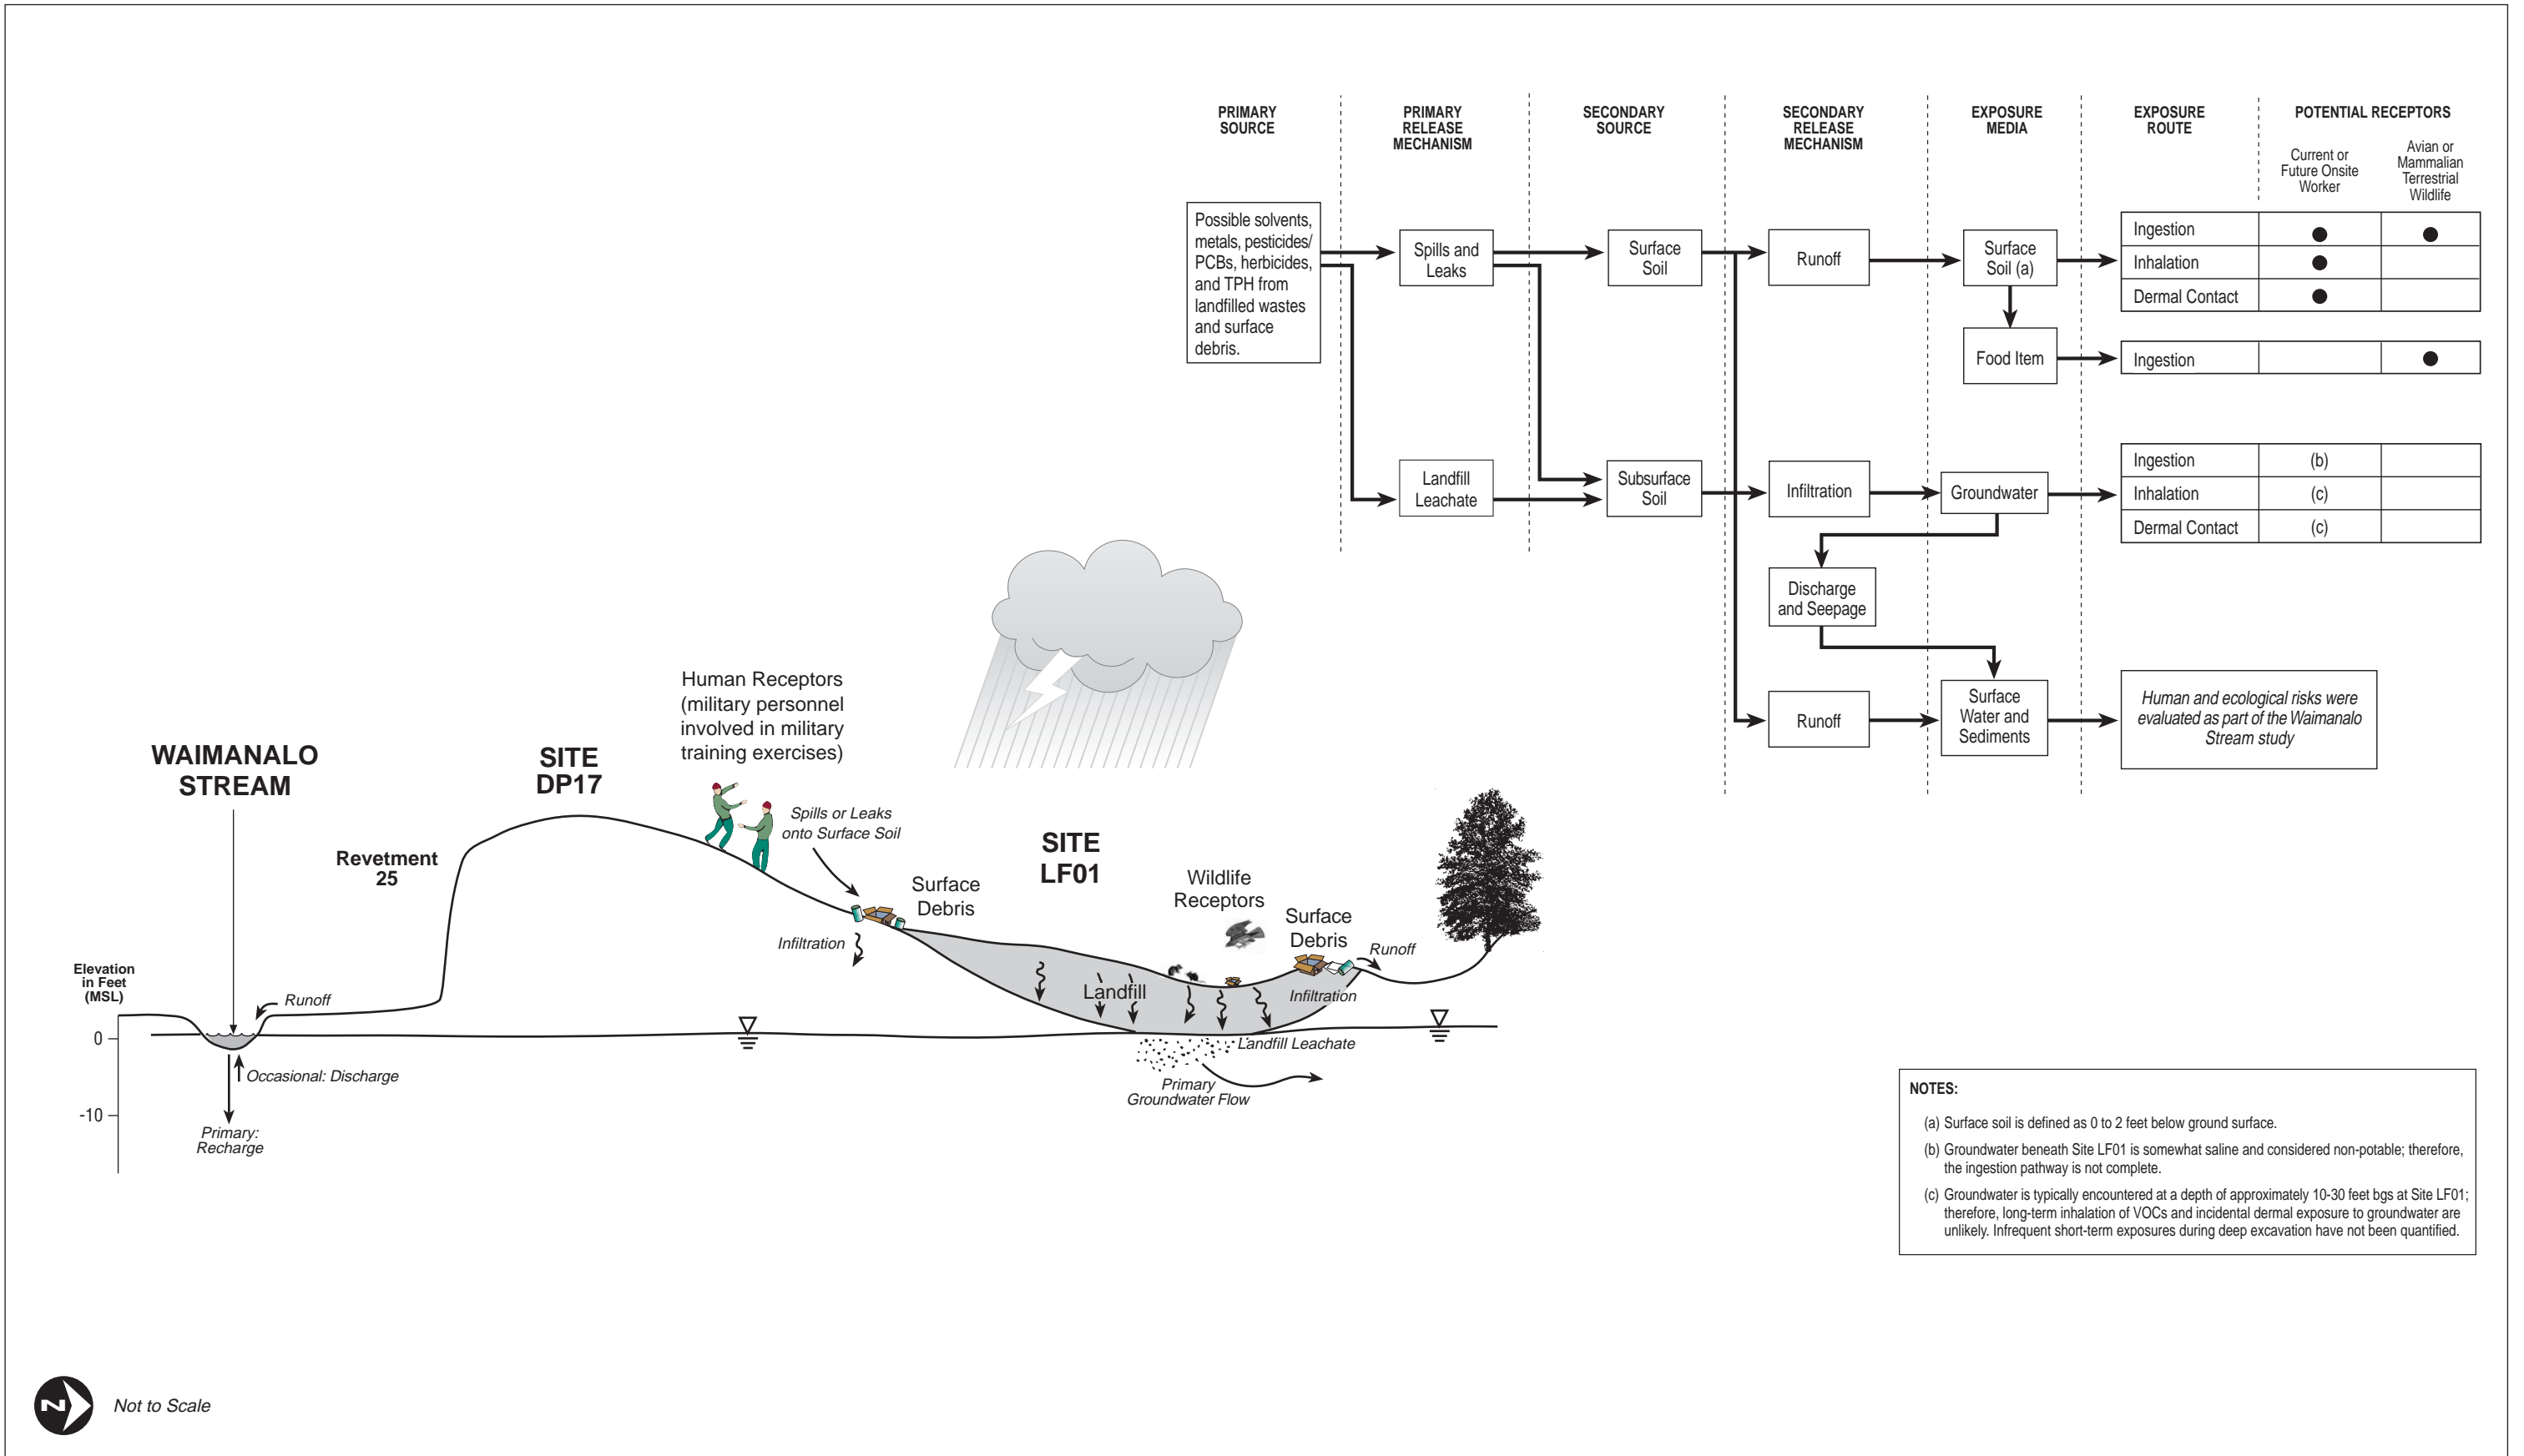 PRIMARY
SOURCE
PRIMARY
RELEASE
MECHANISM
SECONDARY
SOURCE
SECONDARY
RELEASE
MECHANISM
EXPOSURE
MEDIA
EXPOSURE
ROUTE
POTENTIAL RECEPTORS
Current or
Future Onsite
Worker
Avian or
Mammalian
Terrestrial
Wildlife
Possible solvents,
metals, pesticides/
PCBs, herbicides,
and TPH from
landfilled wastes
and surface
debris.
Spills and
Leaks
Surface
Soil
Runoff
Surface
Soil (a)
Ingestion
Inhalation
Dermal Contact
Food Item
Ingestion
Landfill
Leachate
Subsurface
Soil
Infiltration
Groundwater
Ingestion (b)
Inhalation (c)
Dermal Contact (c)
Discharge
and Seepage
Runoff
Surface
Water and
Sediments
Human and ecological risks were
evaluated as part of the Waimanalo
Stream study
WAIMANALO
STREAM
SITE
DP17
Human Receptors
(military personnel
involved in military
training exercises)
Spills or Leaks
onto Surface Soil
Revetment
25
SITE
LF01
Surface
Debris
Wildlife
Receptors
Surface
Debris
Runoff
Infiltration
Elevation
in Feet
(MSL)
Runoff
Landfill
Infiltration
0
Landfill Leachate
Occasional: Discharge
Primary
Groundwater Flow
-10
Primary:
Recharge
NOTES:
(a) Surface soil is defined as 0 to 2 feet below ground surface.
(b) Groundwater beneath Site LF01 is somewhat saline and considered non-potable; therefore,
the ingestion pathway is not complete.
(c) Groundwater is typically encountered at a depth of approximately 10-30 feet bgs at Site LF01;
therefore, long-term inhalation of VOCs and incidental dermal exposure to groundwater are
unlikely. Infrequent short-term exposures during deep excavation have not been quantified.
N
Not to Scale